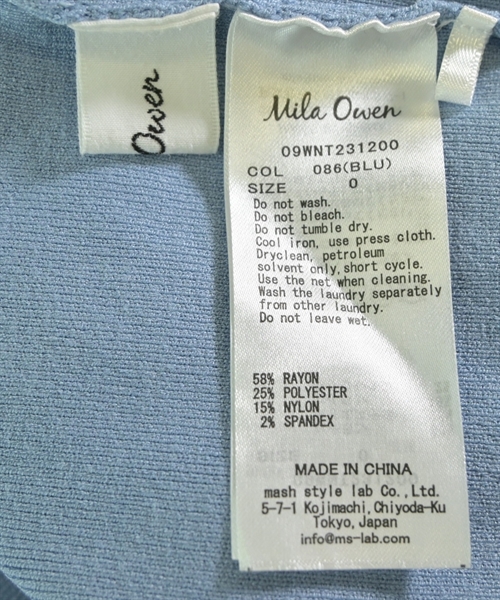 Owen
Mila Owen
09WNT231200
COL 086(BLU)
SIZE 0
Do not wash.
Do not bleach.
Do not tumble dry.
Cool iron, use press cloth.
Dryclean, petroleum
solvent only,short cycle.
Use the net when cleaning.
Wash the laundry separately
from other laundry.
Do not leave wet.
58% RAYON
25% POLYESTER
15% NYLON
2% SPANDEX
MADE IN CHINA
mash style lab Co.,Ltd.
5-7-1 Kojimachi,Chiyoda-Ku
Tokyo,Japan
info@ms-lab.com